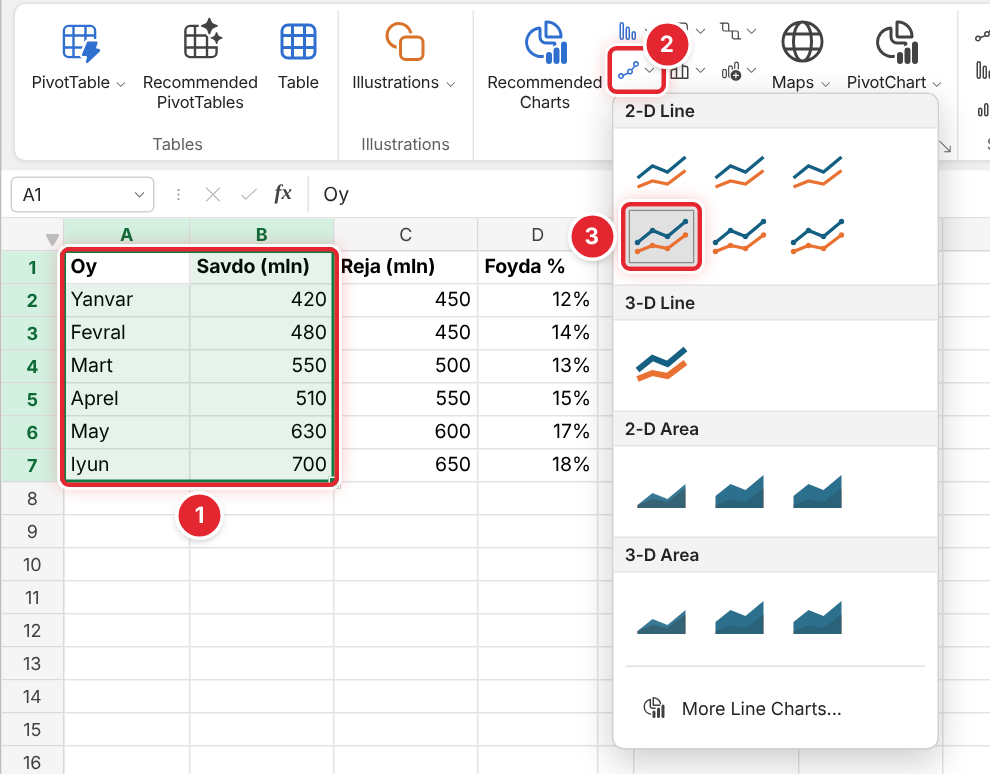 PivotTable
Recommended
PivotTables
Table
Illustrations
Recommended
Charts
Maps
PivotChart
Tables
Illustrations
2
A1
fx
Oy
2-D Line
3
3-D Line
2-D Area
3-D Area
More Line Charts...
A B C D
1 Oy Savdo (mln) Reja (mln) Foyda %
2 Yanvar 420 450 12%
3 Fevral 480 450 14%
4 Mart 550 500 13%
5 Aprel 510 550 15%
6 May 630 600 17%
7 Iyun 700 650 18%
8
1
9
10
11
12
13
14
15
16